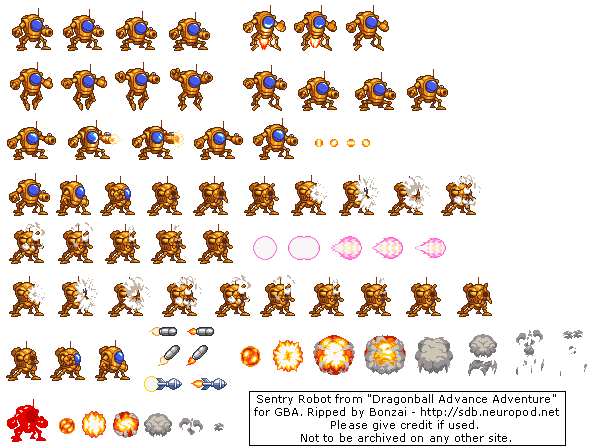 Sentry Robot from "Dragonball Advance Adventure"
for GBA. Ripped by Bonzai - http://sdb.neuropod.net
Please give credit if used.
Not to be archived on any other site.